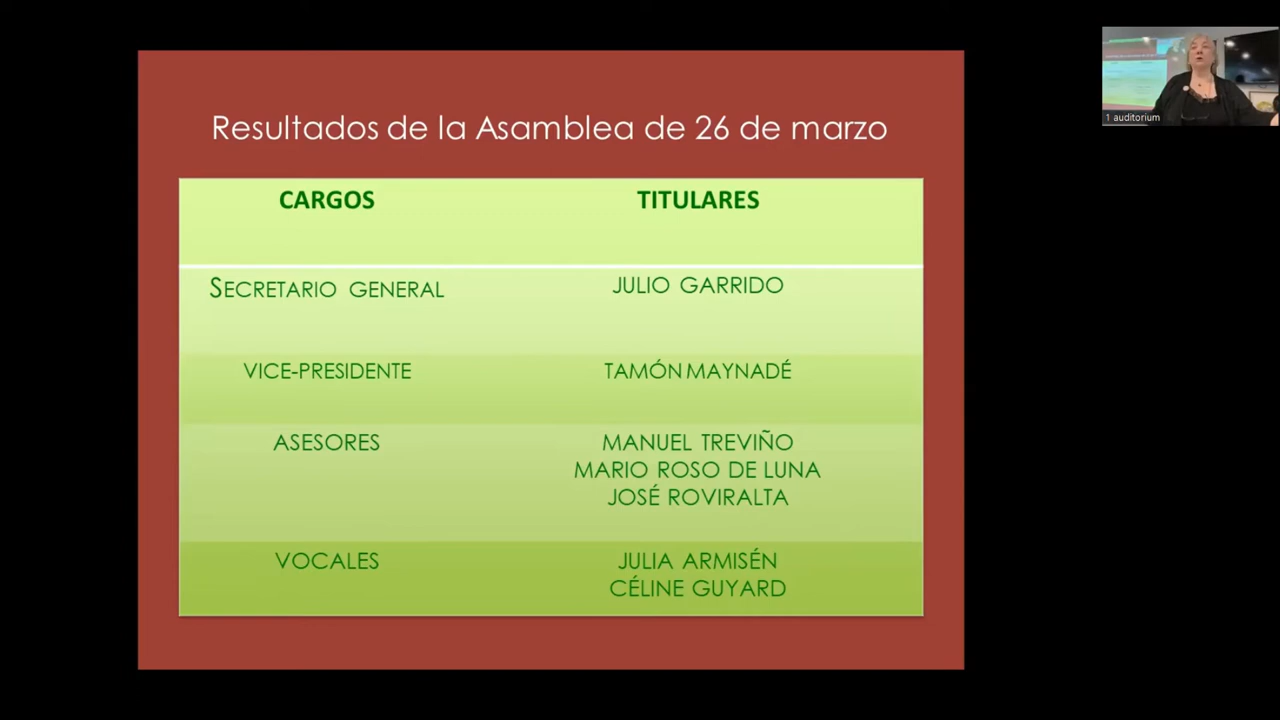 Resultados de la Asamblea de 26 de marzo
CARGOS TITULARES
SECRETARIO GENERAL JULIO GARRIDO
VICE-PRESIDENTE TAMÓN MAYNADÉ
ASESORES MANUEL TREVIÑO
MARIO ROSO DE LUNA
JOSÉ ROVIRALTA
VOCALES JULIA ARMISÉN
CÉLINE GUYARD
1 auditorium